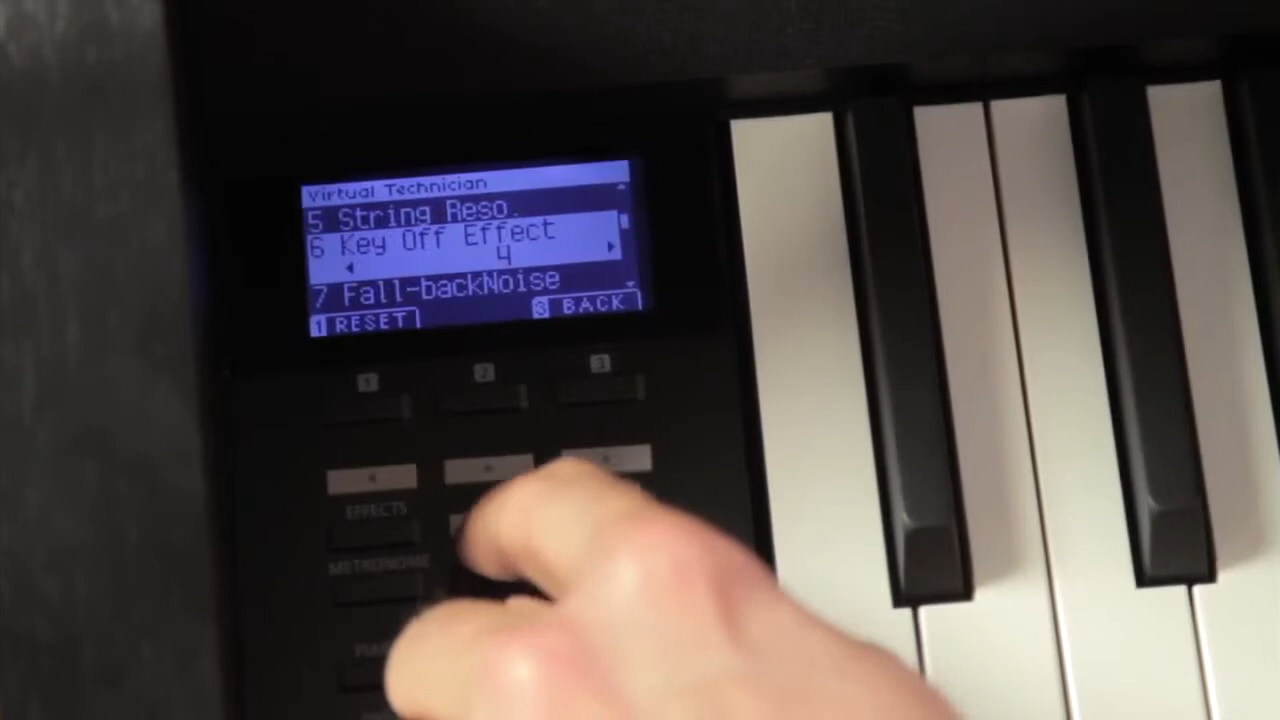 Virtual Technician
5 String Reso.
6 Key Off Effect
4
7 Fall-backNoise
1 RESET
3 BACK
1 2 3
EFFECTS
METRONOME